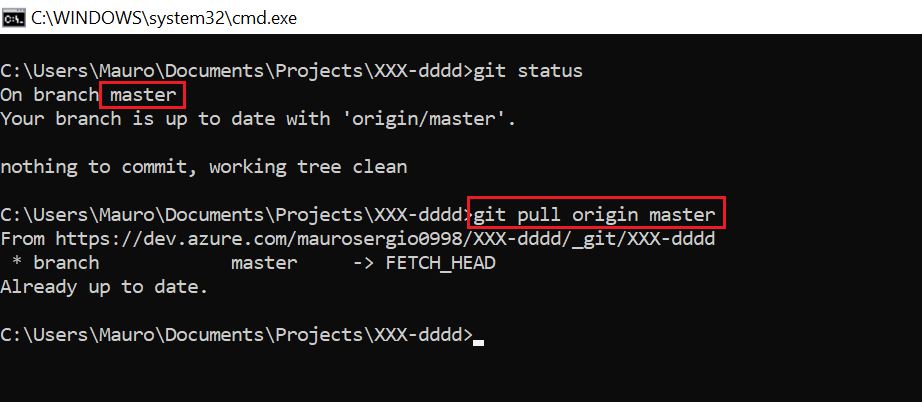 C:\WINDOWS\system32\cmd.exe
C:\Users\Mauro\Documents\Projects\XXX-dddd>git status
On branch master
Your branch is up to date with 'origin/master'.
nothing to commit, working tree clean
C:\Users\Mauro\Documents\Projects\XXX-dddd>git pull origin master
From https://dev.azure.com/maurosergio0998/XXX-dddd/_git/XXX-dddd
 * branch            master     -> FETCH_HEAD
Already up to date.
C:\Users\Mauro\Documents\Projects\XXX-dddd>